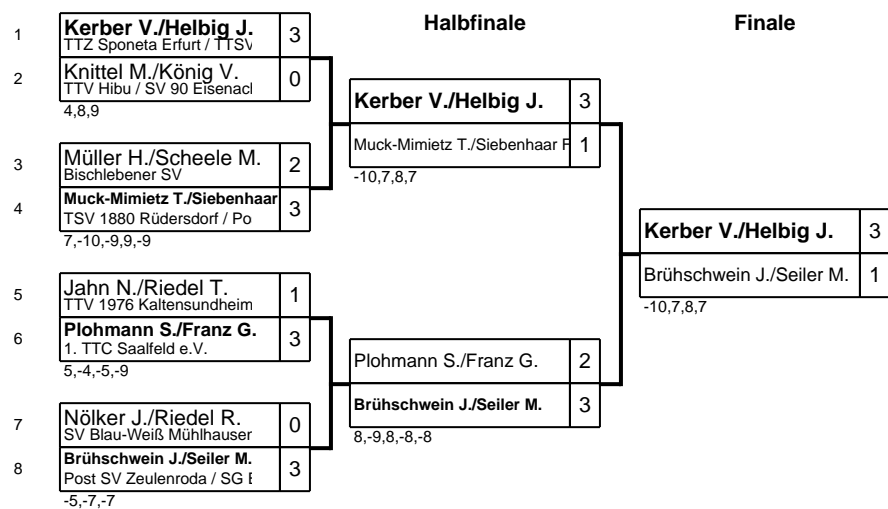 Halbfinale
Finale
1
Kerber V./Helbig J.
3
TTZ Sponeta Erfurt / TTSV
2
Knittel M./König V.
0
TTV Hibu / SV 90 Eisenach
4,8,9
3
Müller H./Scheele M.
2
Bischlebener SV
4
Muck-Mimietz T./Siebenhaar
3
TSV 1880 Rüdersdorf / Po
7,-10,-9,9,-9
5
Jahn N./Riedel T.
1
TTV 1976 Kaltensundheim
6
Plohmann S./Franz G.
3
1. TTC Saalfeld e.V.
5,-4,-5,-9
7
Nölker J./Riedel R.
0
SV Blau-Weiß Mühlhausen
8
Brühschwein J./Seiler M.
3
Post SV Zeulenroda / SG
-5,-7,-7
Kerber V./Helbig J.
3
Muck-Mimietz T./Siebenhaar F
1
-10,7,8,7
Plohmann S./Franz G.
2
Brühschwein J./Seiler M.
3
8,-9,8,-8,-8
Kerber V./Helbig J.
3
Brühschwein J./Seiler M.
1
-10,7,8,7